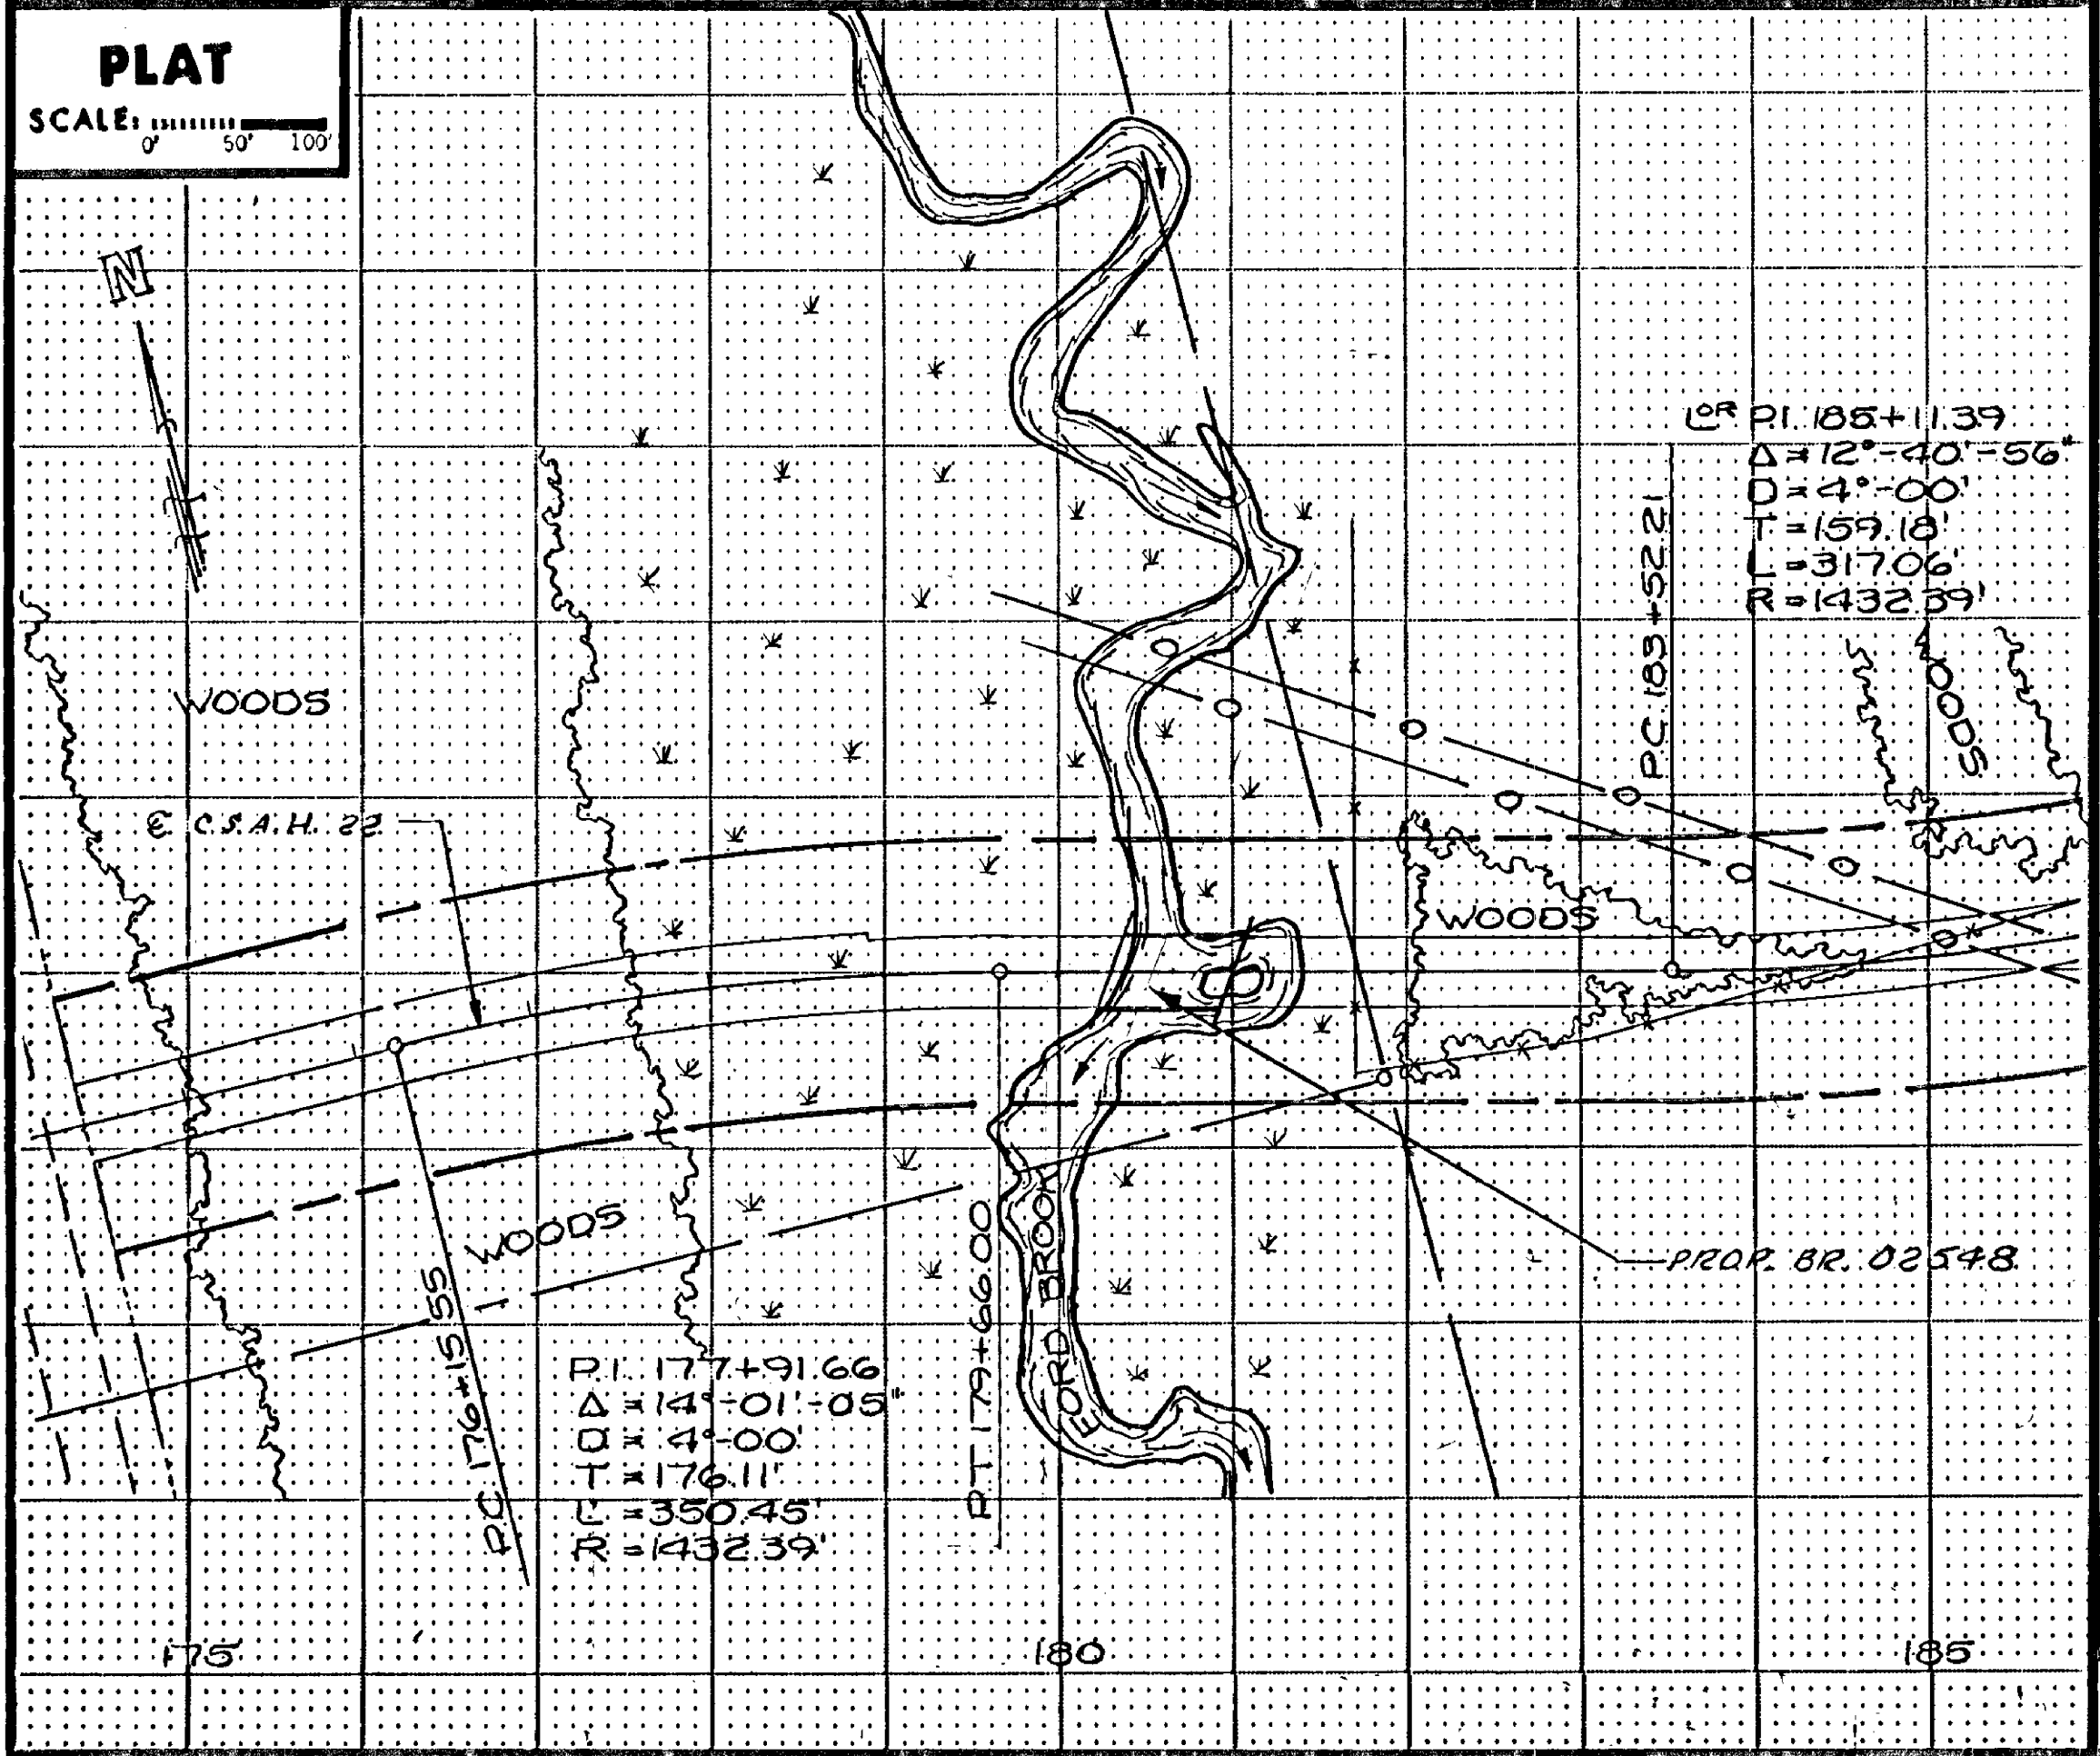 PLAT
SCALE: 0' 50' 100'
N
LOR P.I. 185+11.39
Δ = 12°-40'-56"
D = 4°-00'
T = 159.18'
L = 317.06'
R = 1432.39'
P.C. 183+52.21
WOODS
WOODS
℄ C.S.A.H. 22
WOODS
WOODS
P.C. 176+15.55
P.T. 179+66.00
FORD BROOK
PROP. BR. 02548
P.I. 177+91.66
Δ = 14°-01'-05"
D = 4°-00'
T = 176.11'
L = 350.45'
R = 1432.39'
175 180 185